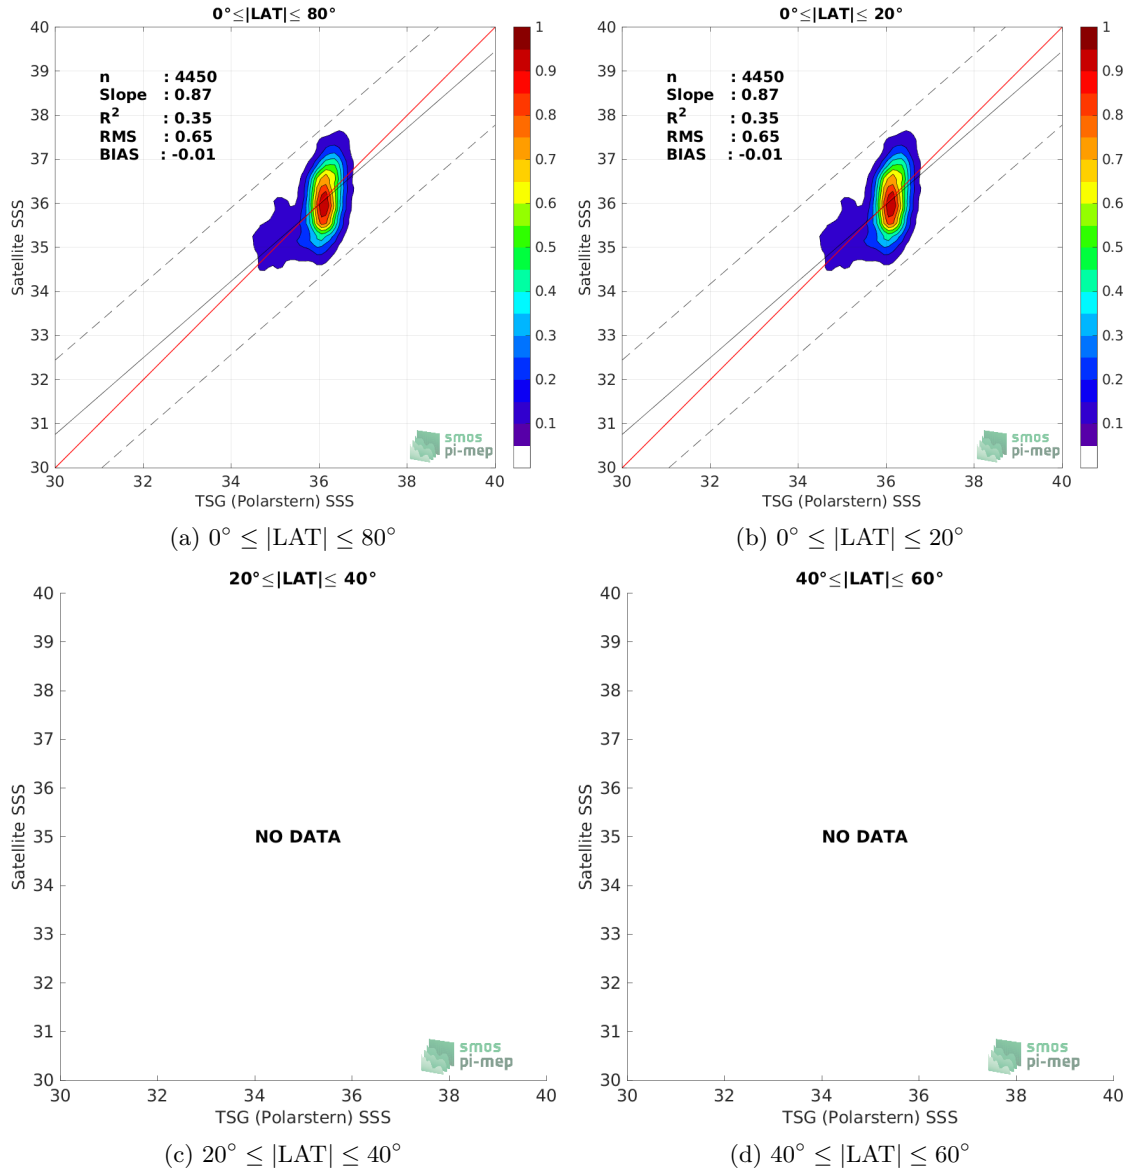 0°≤|LAT|≤ 80°
40
39
38
37
36
35
34
33
32
31
30
Satellite SSS
n : 4450
Slope : 0.87
R² : 0.35
RMS : 0.65
BIAS : -0.01
smos
pi-mep
30 32 34 36 38 40
TSG (Polarstern) SSS
1
0.9
0.8
0.7
0.6
0.5
0.4
0.3
0.2
0.1
(a) 0° ≤ |LAT| ≤ 80°
0°≤|LAT|≤ 20°
40
39
38
37
36
35
34
33
32
31
30
Satellite SSS
n : 4450
Slope : 0.87
R² : 0.35
RMS : 0.65
BIAS : -0.01
smos
pi-mep
30 32 34 36 38 40
TSG (Polarstern) SSS
1
0.9
0.8
0.7
0.6
0.5
0.4
0.3
0.2
0.1
(b) 0° ≤ |LAT| ≤ 20°
20°≤|LAT|≤ 40°
40
39
38
37
36
35
34
33
32
31
30
Satellite SSS
NO DATA
smos
pi-mep
30 32 34 36 38 40
TSG (Polarstern) SSS
(c) 20° ≤ |LAT| ≤ 40°
40°≤|LAT|≤ 60°
40
39
38
37
36
35
34
33
32
31
30
Satellite SSS
NO DATA
smos
pi-mep
30 32 34 36 38 40
TSG (Polarstern) SSS
(d) 40° ≤ |LAT| ≤ 60°